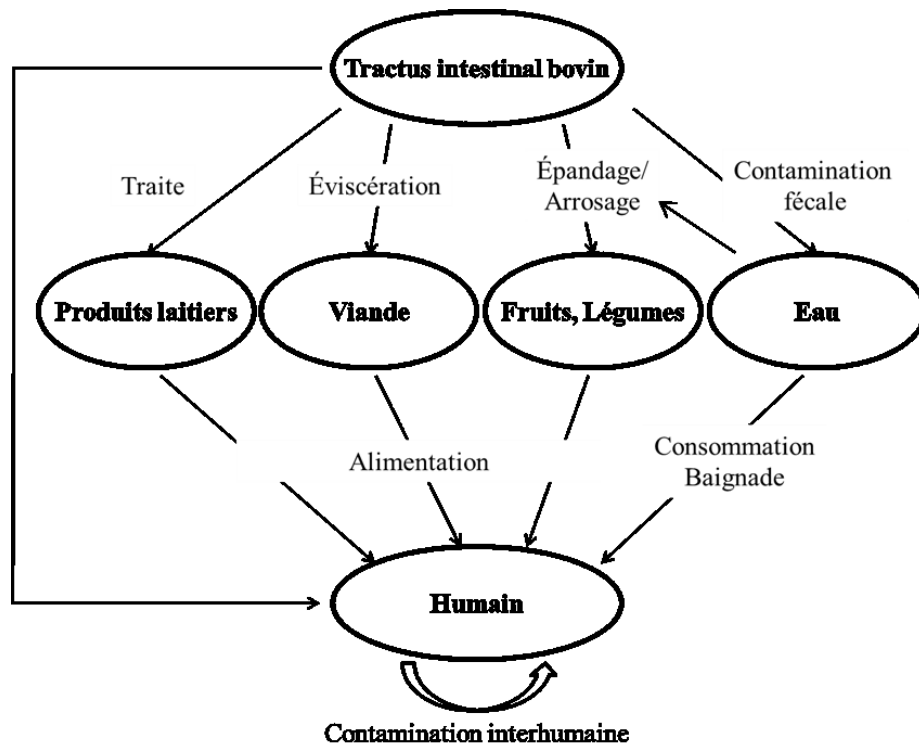 Tractus intestinal bovin
Traite
Éviscération
Épandage/
Arrosage
Contamination
fécale
Produits laitiers
Viande
Fruits, Légumes
Eau
Alimentation
Consommation
Baignade
Humain
Contamination interhumaine